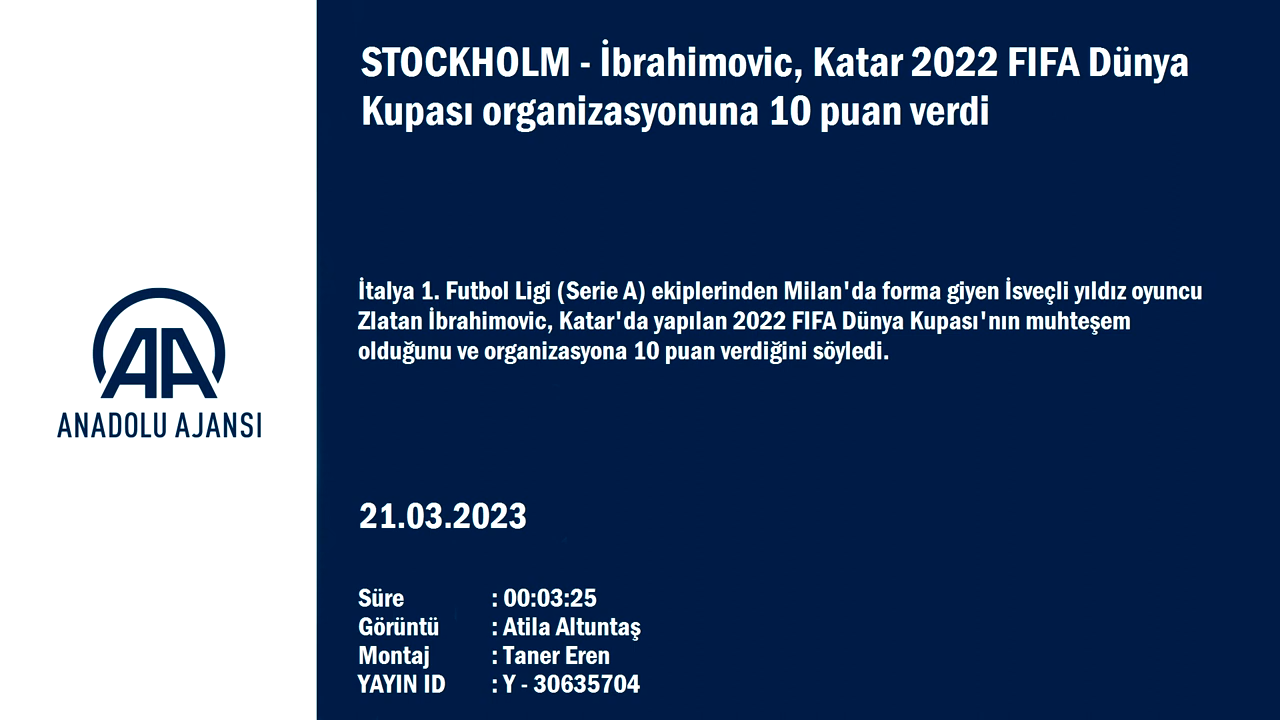 STOCKHOLM - İbrahimovic, Katar 2022 FIFA Dünya
Kupası organizasyonuna 10 puan verdi
İtalya 1. Futbol Ligi (Serie A) ekiplerinden Milan'da forma giyen İsveçli yıldız oyuncu
Zlatan İbrahimovic, Katar'da yapılan 2022 FIFA Dünya Kupası'nın muhteşem
olduğunu ve organizasyona 10 puan verdiğini söyledi.
AA
ANADOLU AJANSI
21.03.2023
Süre : 00:03:25
Görüntü : Atila Altuntaş
Montaj : Taner Eren
YAYIN ID : Y - 30635704